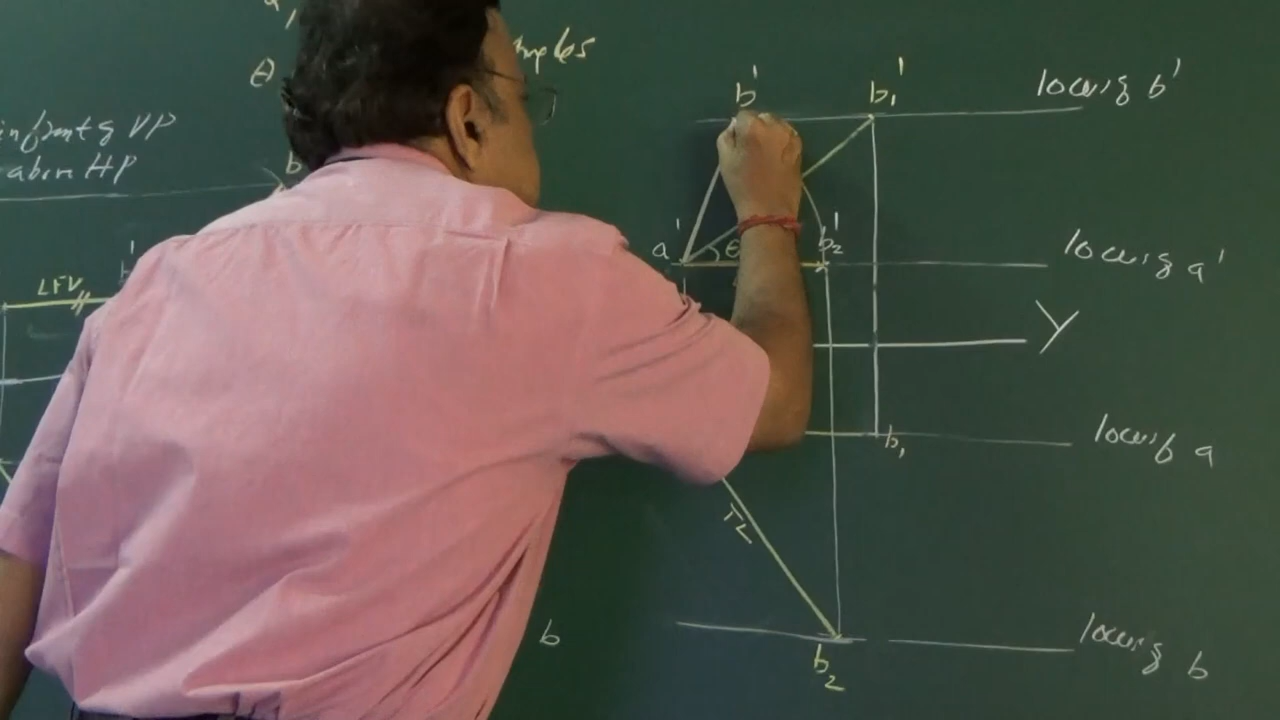 a
θ
infront of VP
above HP
b
b'
LFV
b'
b₁'
locus of b'
a'
θ
b₂'
locus of a'
Y
b₁
locus of a
TL
b
b₂
locus of b